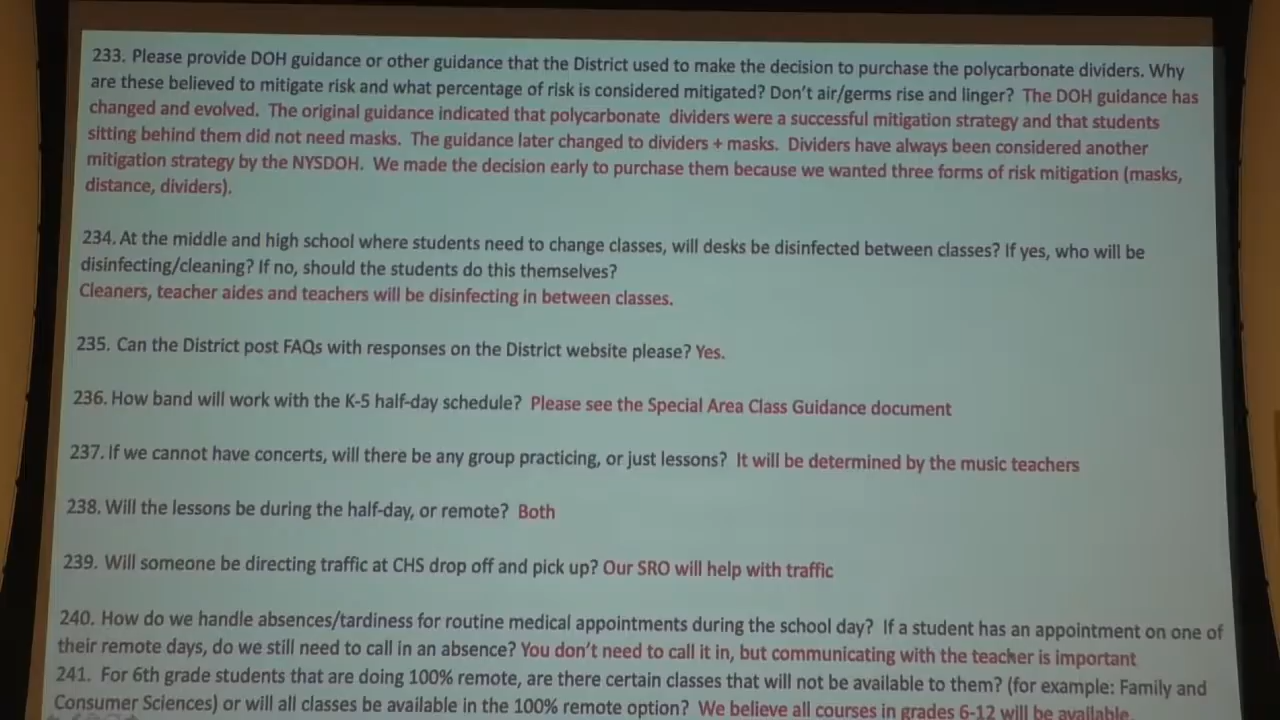 233. Please provide DOH guidance or other guidance that the District used to make the decision to purchase the polycarbonate dividers. Why
are these believed to mitigate risk and what percentage of risk is considered mitigated? Don't air/germs rise and linger? The DOH guidance has
changed and evolved. The original guidance indicated that polycarbonate dividers were a successful mitigation strategy and that students
sitting behind them did not need masks. The guidance later changed to dividers + masks. Dividers have always been considered another
mitigation strategy by the NYSDOH. We made the decision early to purchase them because we wanted three forms of risk mitigation (masks,
distance, dividers).
234. At the middle and high school where students need to change classes, will desks be disinfected between classes? If yes, who will be
disinfecting/cleaning? If no, should the students do this themselves?
Cleaners, teacher aides and teachers will be disinfecting in between classes.
235. Can the District post FAQs with responses on the District website please? Yes.
236. How band will work with the K-5 half-day schedule? Please see the Special Area Class Guidance document
237. If we cannot have concerts, will there be any group practicing, or just lessons? It will be determined by the music teachers
238. Will the lessons be during the half-day, or remote? Both
239. Will someone be directing traffic at CHS drop off and pick up? Our SRO will help with traffic
240. How do we handle absences/tardiness for routine medical appointments during the school day? If a student has an appointment on one of
their remote days, do we still need to call in an absence? You don't need to call it in, but communicating with the teacher is important
241. For 6th grade students that are doing 100% remote, are there certain classes that will not be available to them? (for example: Family and
Consumer Sciences) or will all classes be available in the 100% remote option? We believe all courses in grades 6-12 will be available.